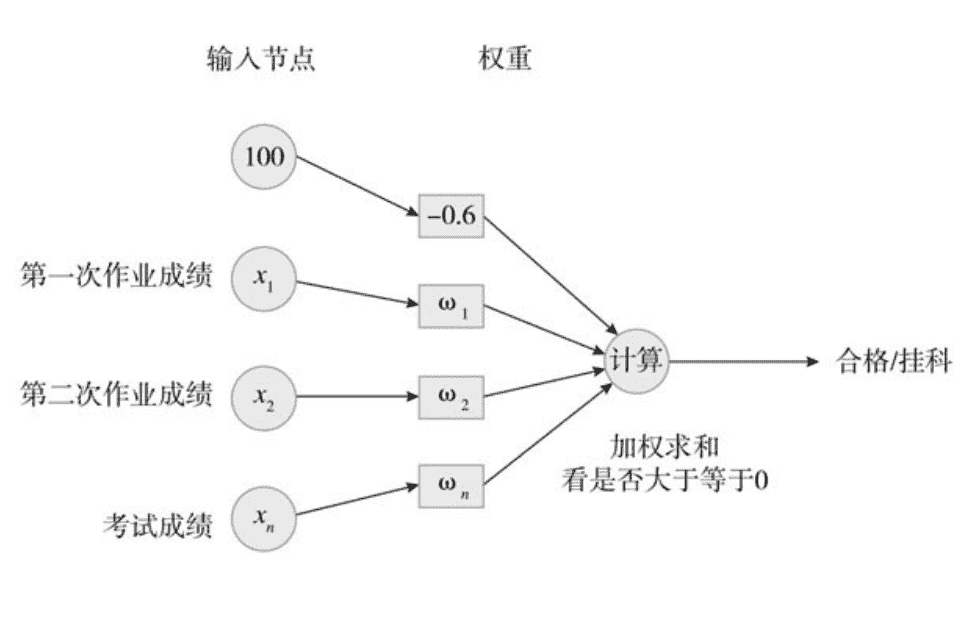 输入节点
权重
100
-0.6
第一次作业成绩
x1
ω1
计算
合格/挂科
第二次作业成绩
x2
ω2
加权求和
看是否大于等于0
考试成绩
xn
ωn